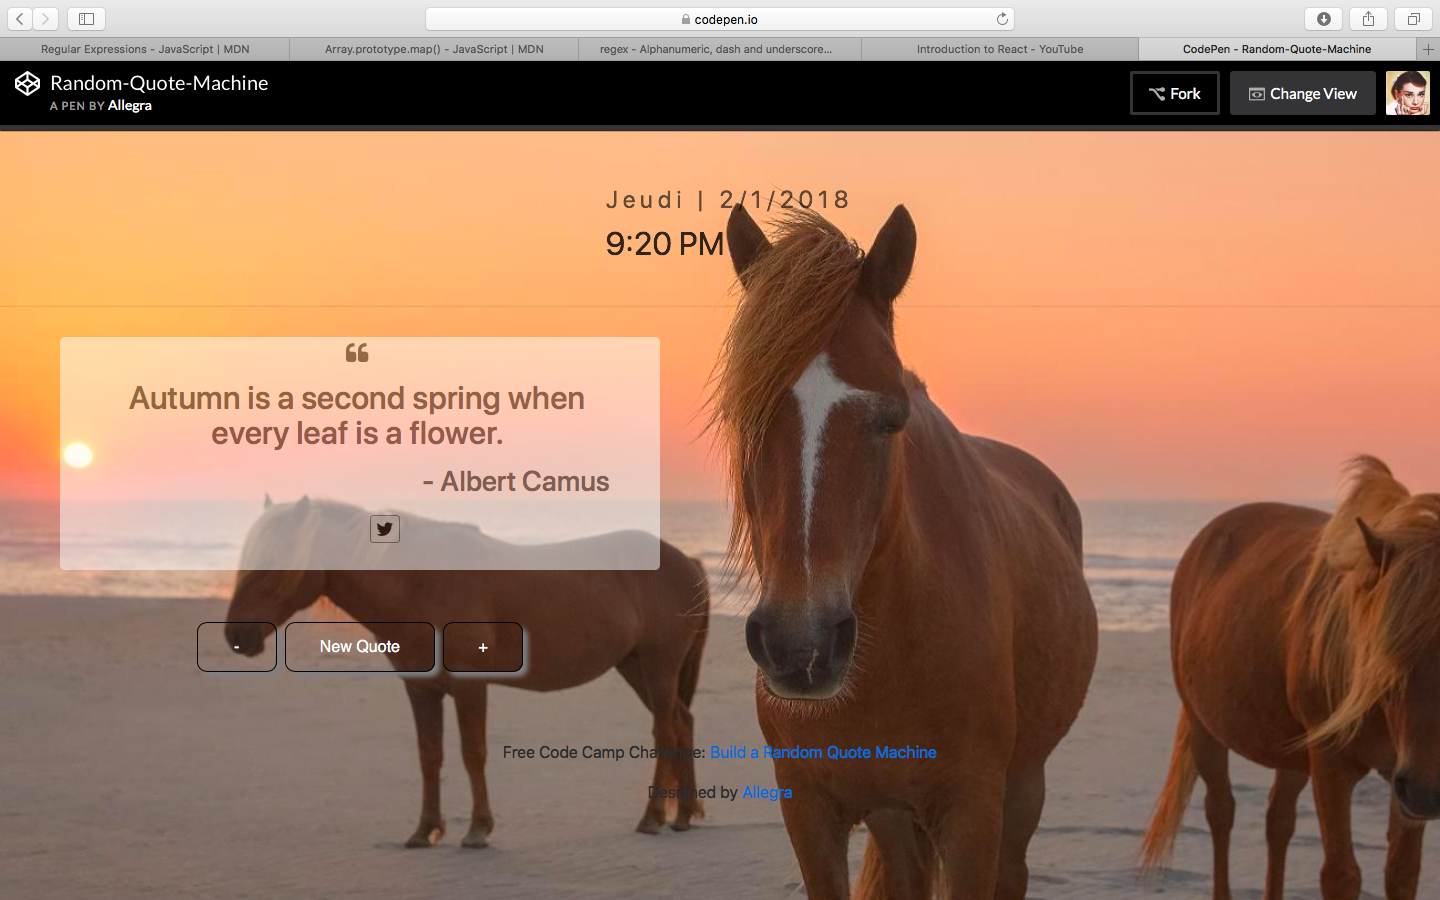 codepen.io
Regular Expressions - JavaScript | MDN
Array.prototype.map() - JavaScript | MDN
regex - Alphanumeric, dash and underscore...
Introduction to React - YouTube
CodePen - Random-Quote-Machine
Random-Quote-Machine
A PEN BY Allegra
Fork
Change View
Jeudi | 2/1/2018
9:20 PM
“
Autumn is a second spring when
every leaf is a flower.
- Albert Camus
-
New Quote
+
Free Code Camp Challenge: Build a Random Quote Machine
Designed by Allegra